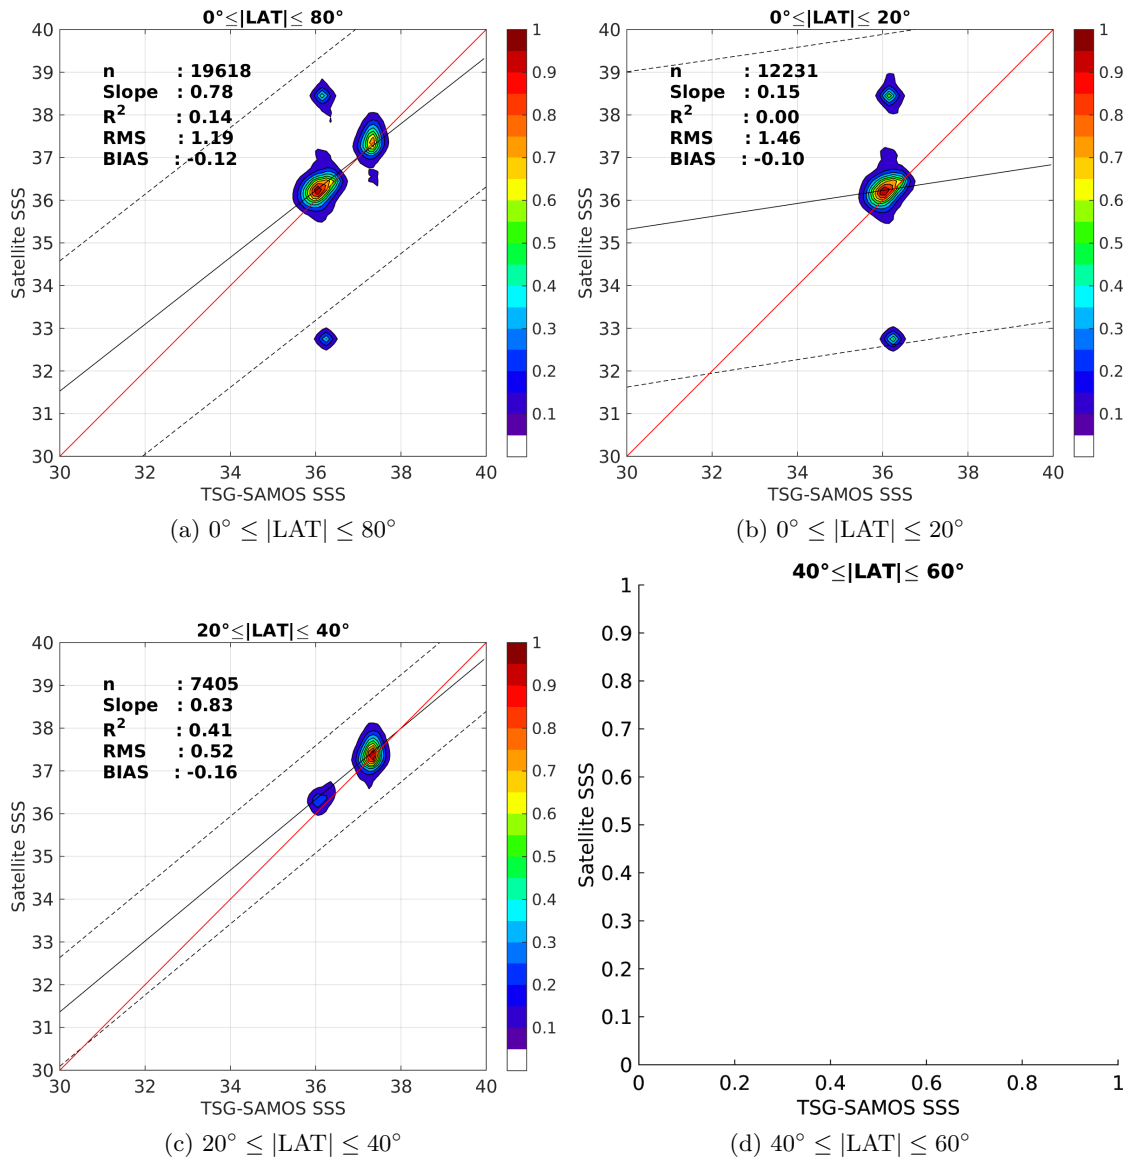 0°≤|LAT|≤ 80°
n : 19618
Slope : 0.78
R2 : 0.14
RMS : 1.19
BIAS : -0.12
40
39
38
37
36
35
34
33
32
31
30
30 32 34 36 38 40
Satellite SSS
TSG-SAMOS SSS
1
0.9
0.8
0.7
0.6
0.5
0.4
0.3
0.2
0.1
(a) 0° ≤ |LAT| ≤ 80°
0°≤|LAT|≤ 20°
n : 12231
Slope : 0.15
R2 : 0.00
RMS : 1.46
BIAS : -0.10
40
39
38
37
36
35
34
33
32
31
30
30 32 34 36 38 40
Satellite SSS
TSG-SAMOS SSS
1
0.9
0.8
0.7
0.6
0.5
0.4
0.3
0.2
0.1
(b) 0° ≤ |LAT| ≤ 20°
20°≤|LAT|≤ 40°
n : 7405
Slope : 0.83
R2 : 0.41
RMS : 0.52
BIAS : -0.16
40
39
38
37
36
35
34
33
32
31
30
30 32 34 36 38 40
Satellite SSS
TSG-SAMOS SSS
1
0.9
0.8
0.7
0.6
0.5
0.4
0.3
0.2
0.1
(c) 20° ≤ |LAT| ≤ 40°
40°≤|LAT|≤ 60°
1
0.9
0.8
0.7
0.6
0.5
0.4
0.3
0.2
0.1
0
0 0.2 0.4 0.6 0.8 1
Satellite SSS
TSG-SAMOS SSS
(d) 40° ≤ |LAT| ≤ 60°